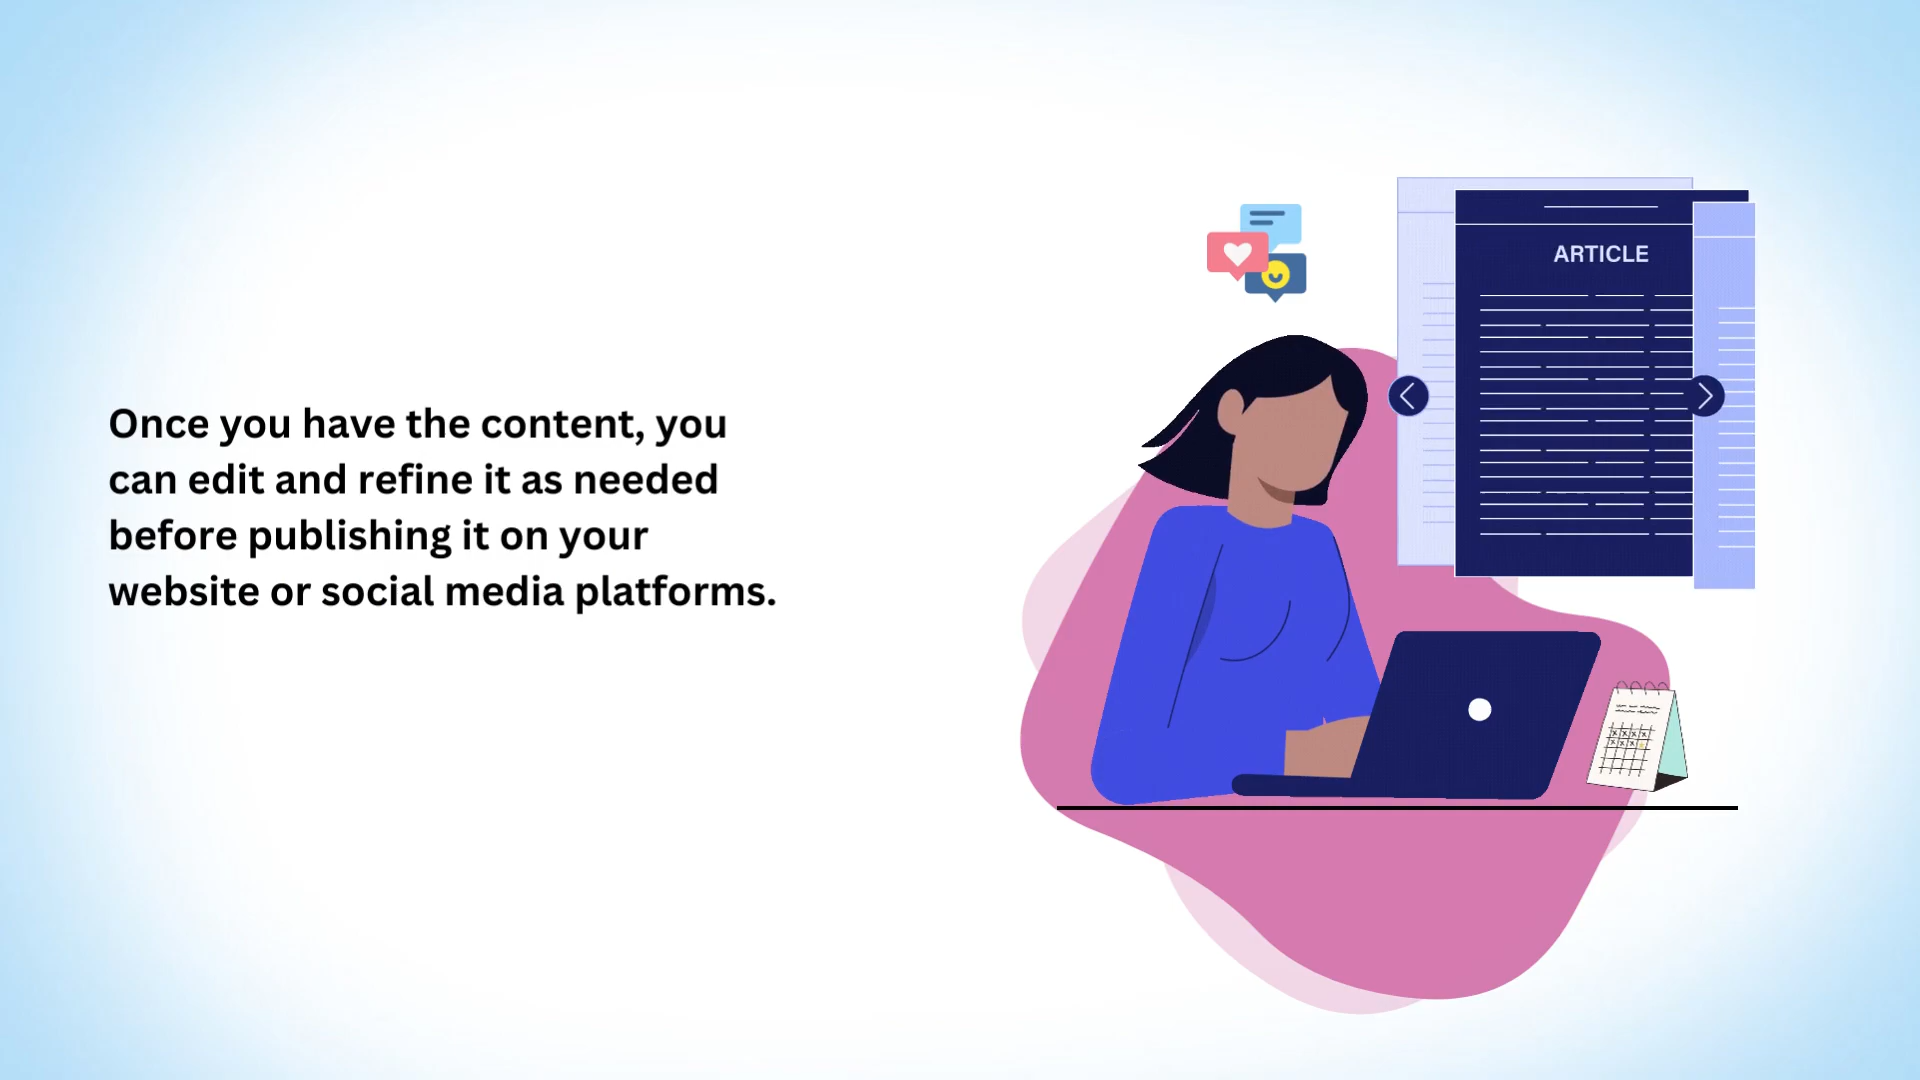 Once you have the content, you
can edit and refine it as needed
before publishing it on your
website or social media platforms.
ARTICLE